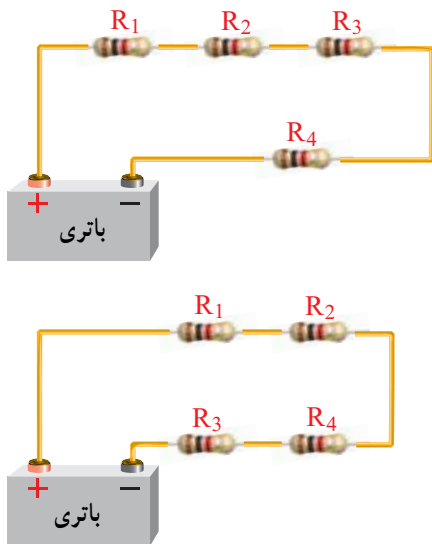 R₁ R₂ R₃
R₄
+ −
باتری
R₁ R₂
R₃ R₄
+ −
باتری